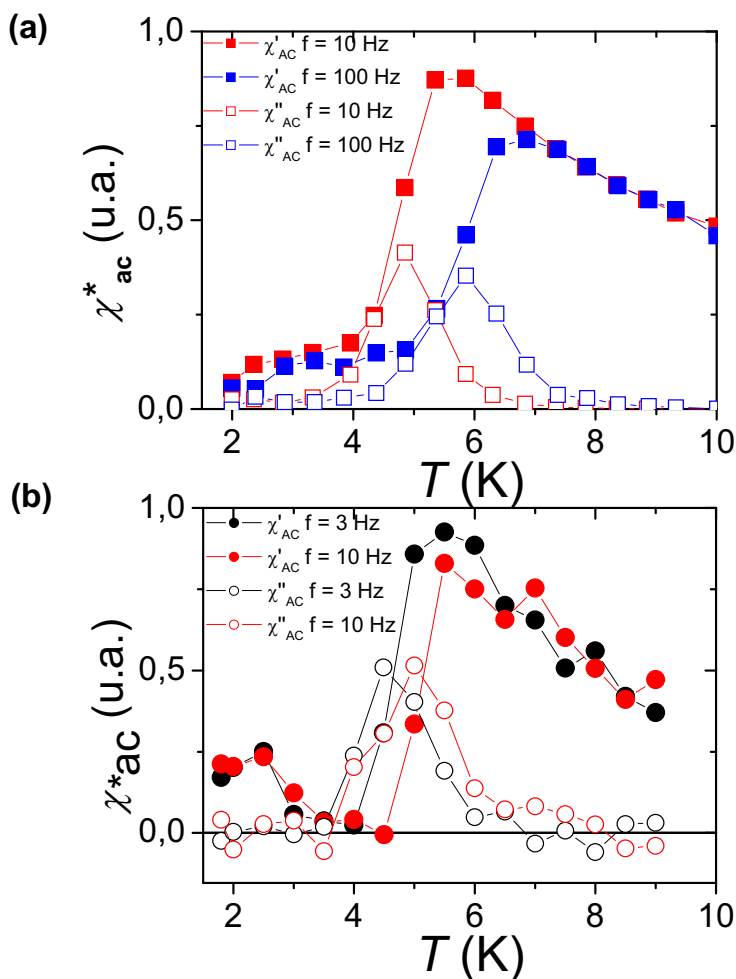 (a)
1,0
χ'AC f = 10 Hz
χ'AC f = 100 Hz
χ"AC f = 10 Hz
χ"AC f = 100 Hz
0,5
0,0
χ*ac (u.a.)
2 4 6 8 10
T (K)
(b)
1,0
χ'AC f = 3 Hz
χ'AC f = 10 Hz
χ"AC f = 3 Hz
χ"AC f = 10 Hz
0,5
0,0
χ*ac (u.a.)
2 4 6 8 10
T (K)